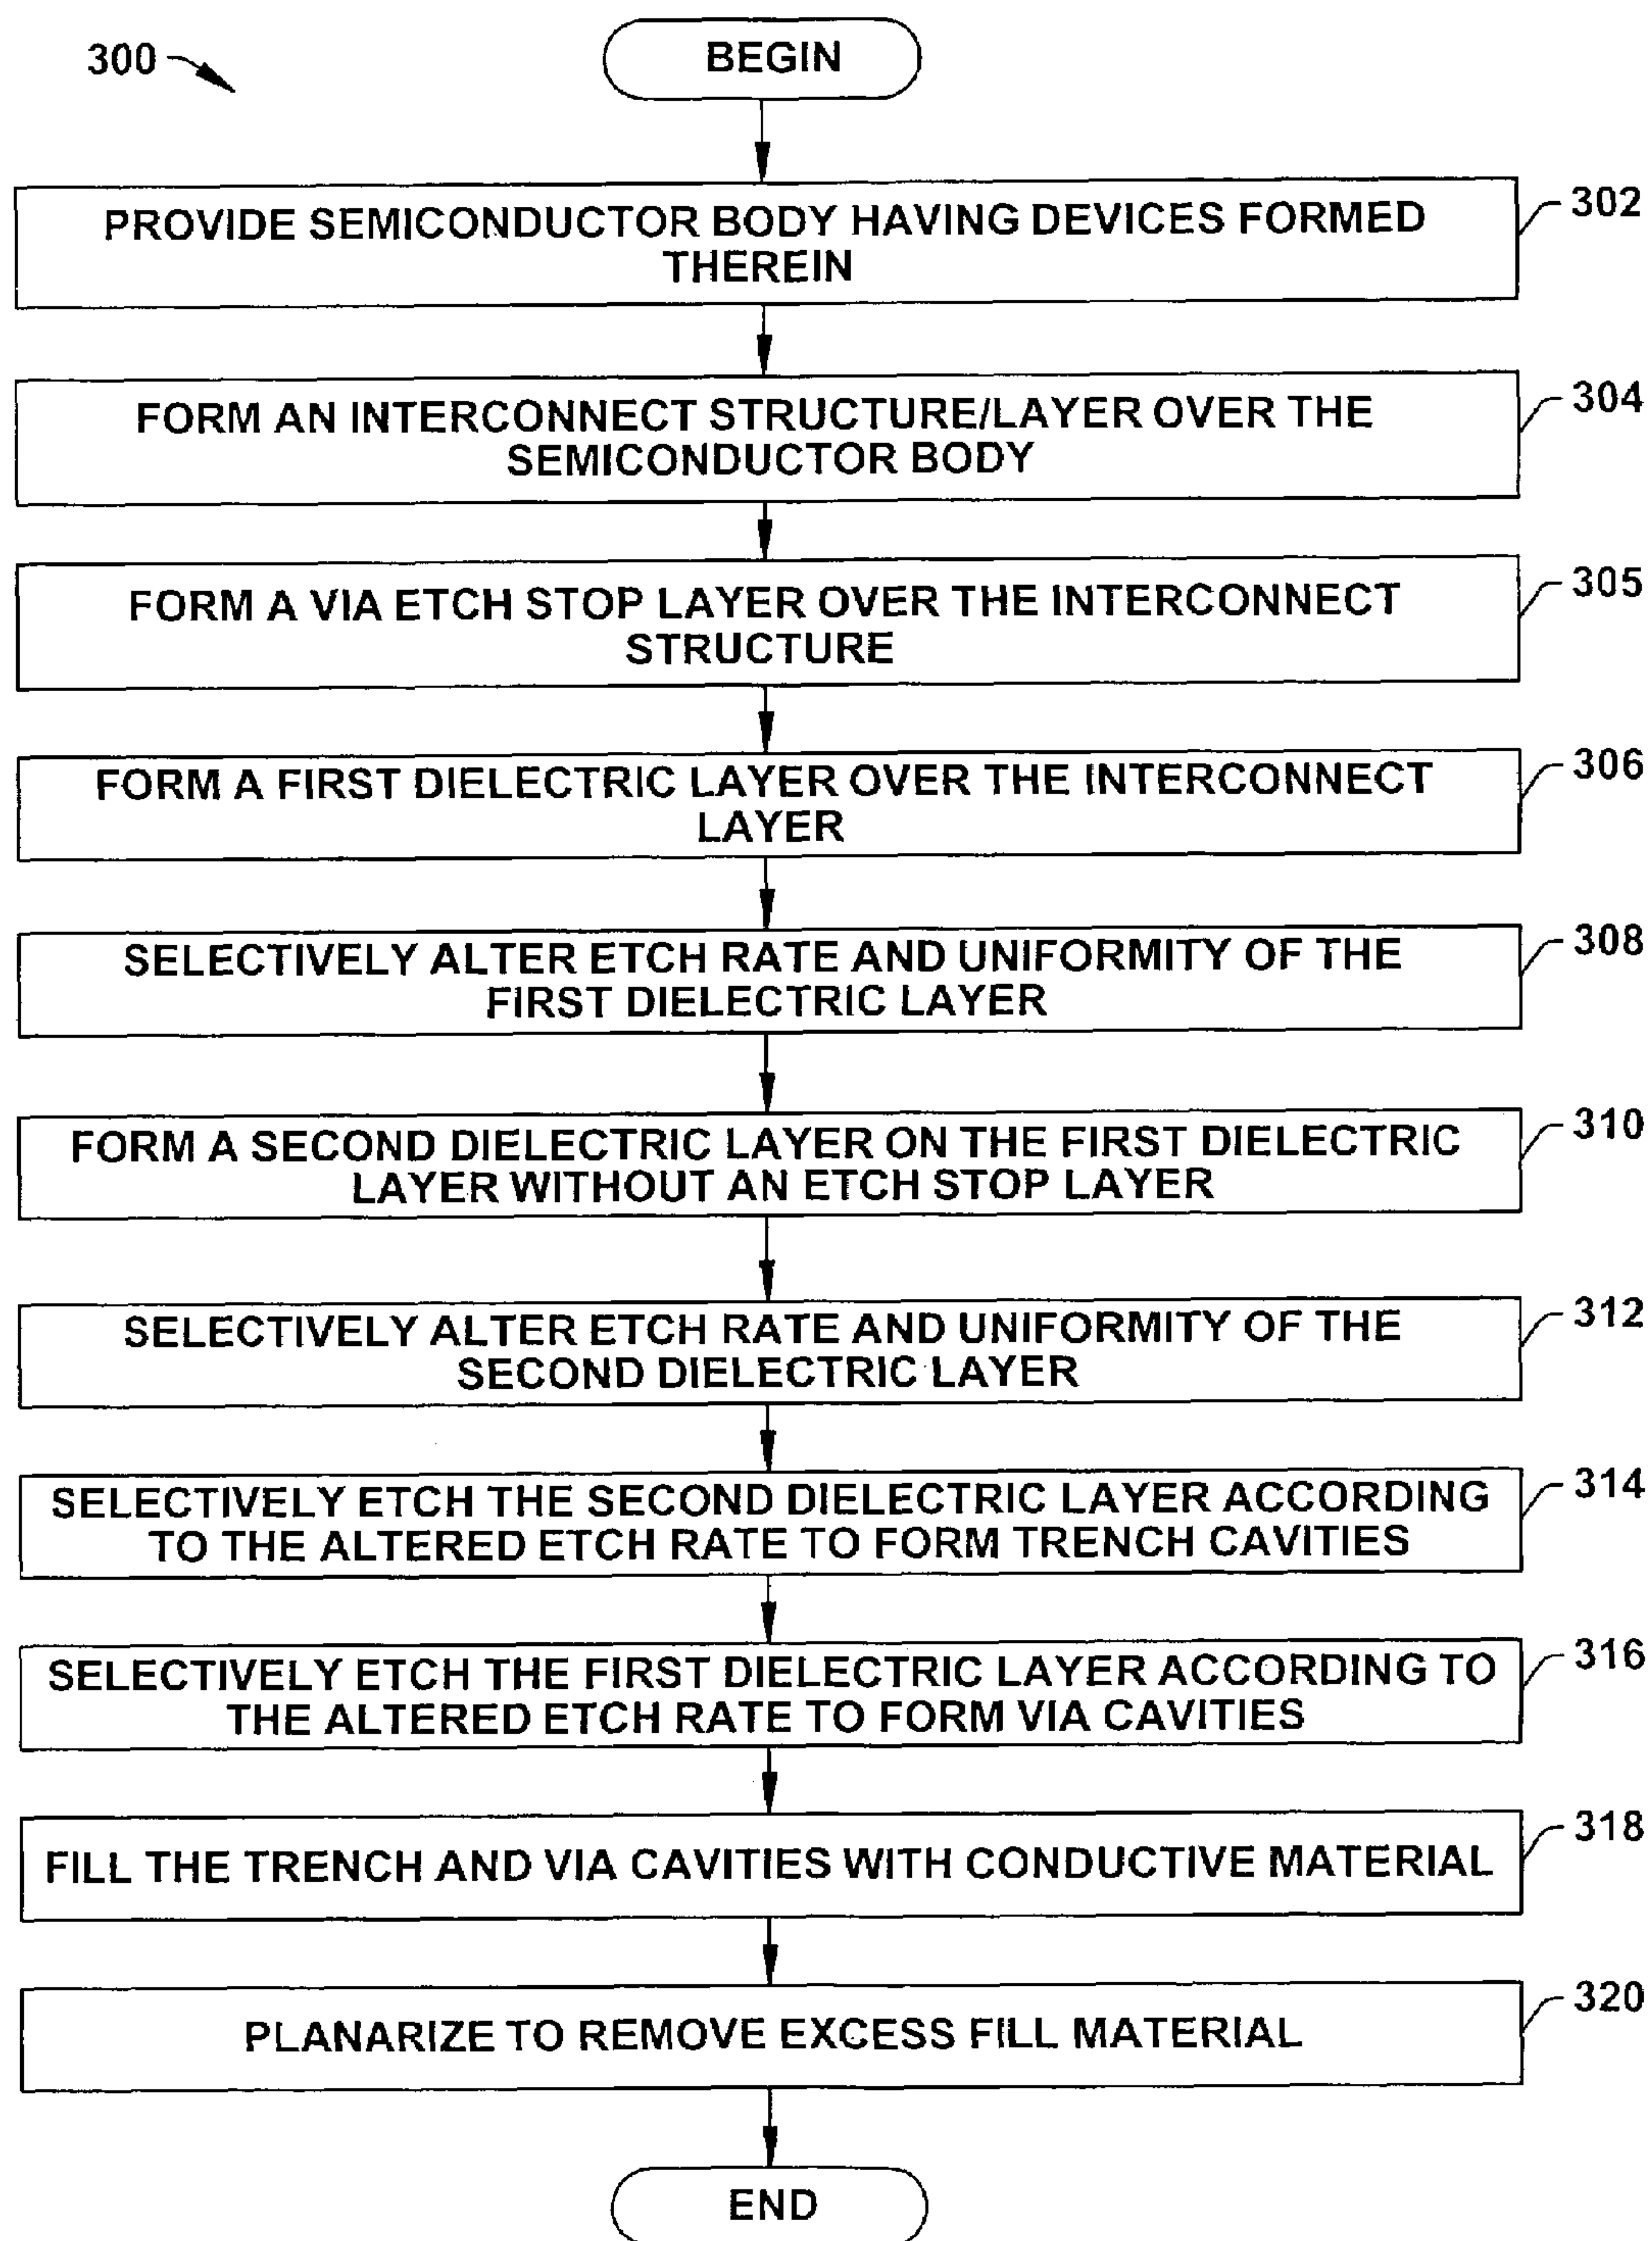 300
BEGIN
PROVIDE SEMICONDUCTOR BODY HAVING DEVICES FORMED
THEREIN
302
FORM AN INTERCONNECT STRUCTURE/LAYER OVER THE
SEMICONDUCTOR BODY
304
FORM A VIA ETCH STOP LAYER OVER THE INTERCONNECT
STRUCTURE
305
FORM A FIRST DIELECTRIC LAYER OVER THE INTERCONNECT
LAYER
306
SELECTIVELY ALTER ETCH RATE AND UNIFORMITY OF THE
FIRST DIELECTRIC LAYER
308
FORM A SECOND DIELECTRIC LAYER ON THE FIRST DIELECTRIC
LAYER WITHOUT AN ETCH STOP LAYER
310
SELECTIVELY ALTER ETCH RATE AND UNIFORMITY OF THE
SECOND DIELECTRIC LAYER
312
SELECTIVELY ETCH THE SECOND DIELECTRIC LAYER ACCORDING
TO THE ALTERED ETCH RATE TO FORM TRENCH CAVITIES
314
SELECTIVELY ETCH THE FIRST DIELECTRIC LAYER ACCORDING TO
THE ALTERED ETCH RATE TO FORM VIA CAVITIES
316
FILL THE TRENCH AND VIA CAVITIES WITH CONDUCTIVE MATERIAL
318
PLANARIZE TO REMOVE EXCESS FILL MATERIAL
320
END